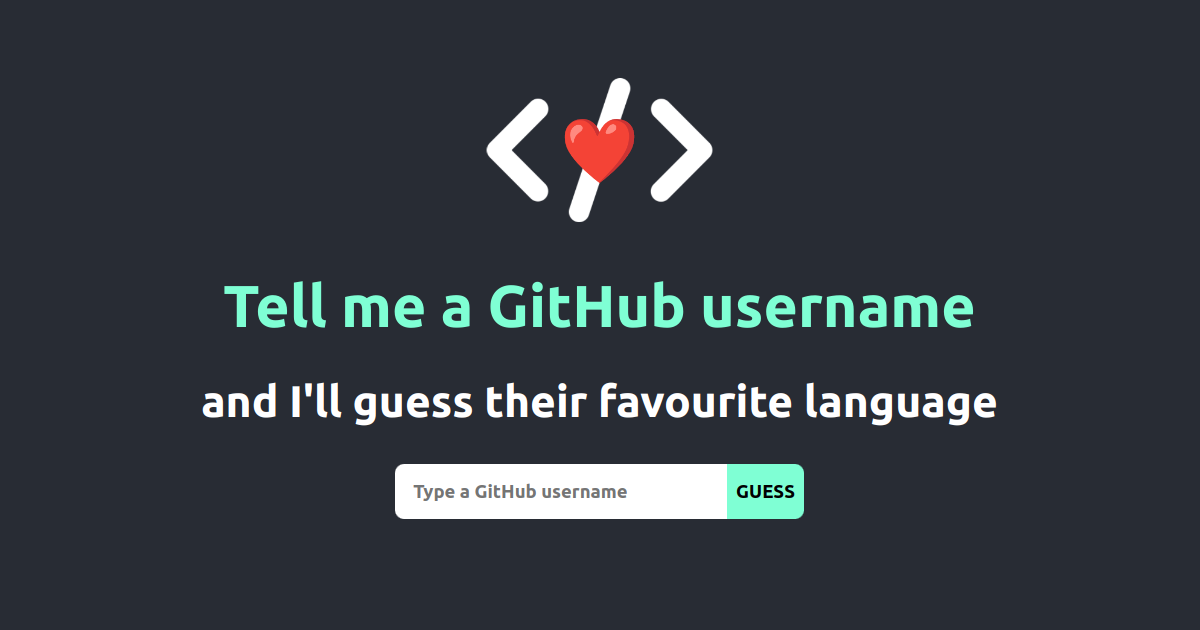 Tell me a GitHub username
and I'll guess their favourite language
Type a GitHub username GUESS